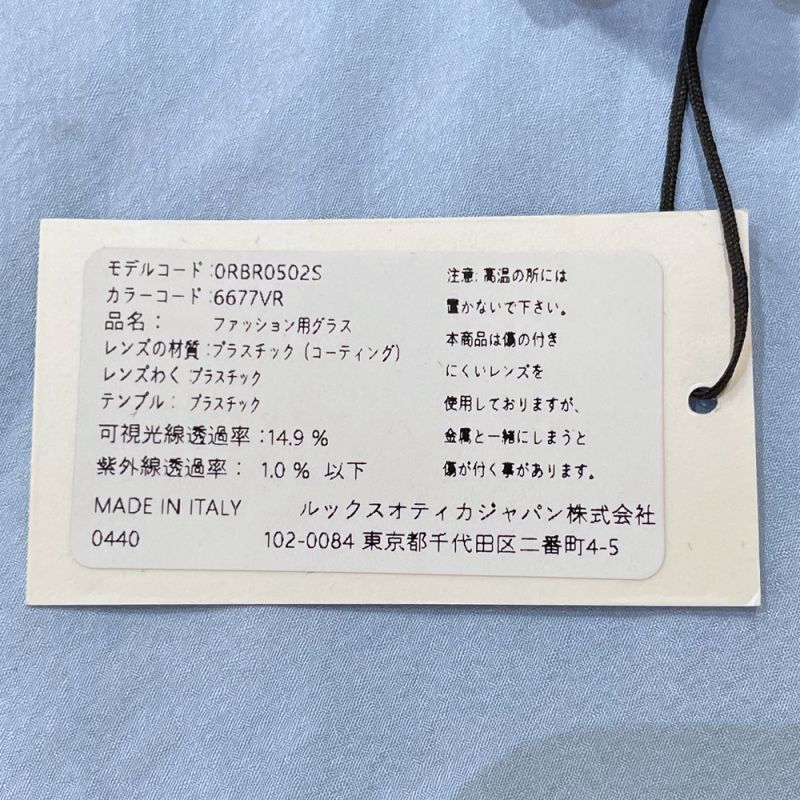 モデルコード:0RBR0502S
カラーコード:6677VR
品名: ファッション用グラス
レンズの材質:プラスチック(コーティング)
レンズわく プラスチック
テンプル: プラスチック
可視光線透過率:14.9 %
紫外線透過率: 1.0 % 以下
注意:高温の所には
置かないで下さい。
本商品は傷の付き
にくいレンズを
使用しておりますが、
金属と一緒にしまうと
傷が付く事があります。
MADE IN ITALY ルックスオティカジャパン株式会社
0440 102-0084 東京都千代田区二番町4-5